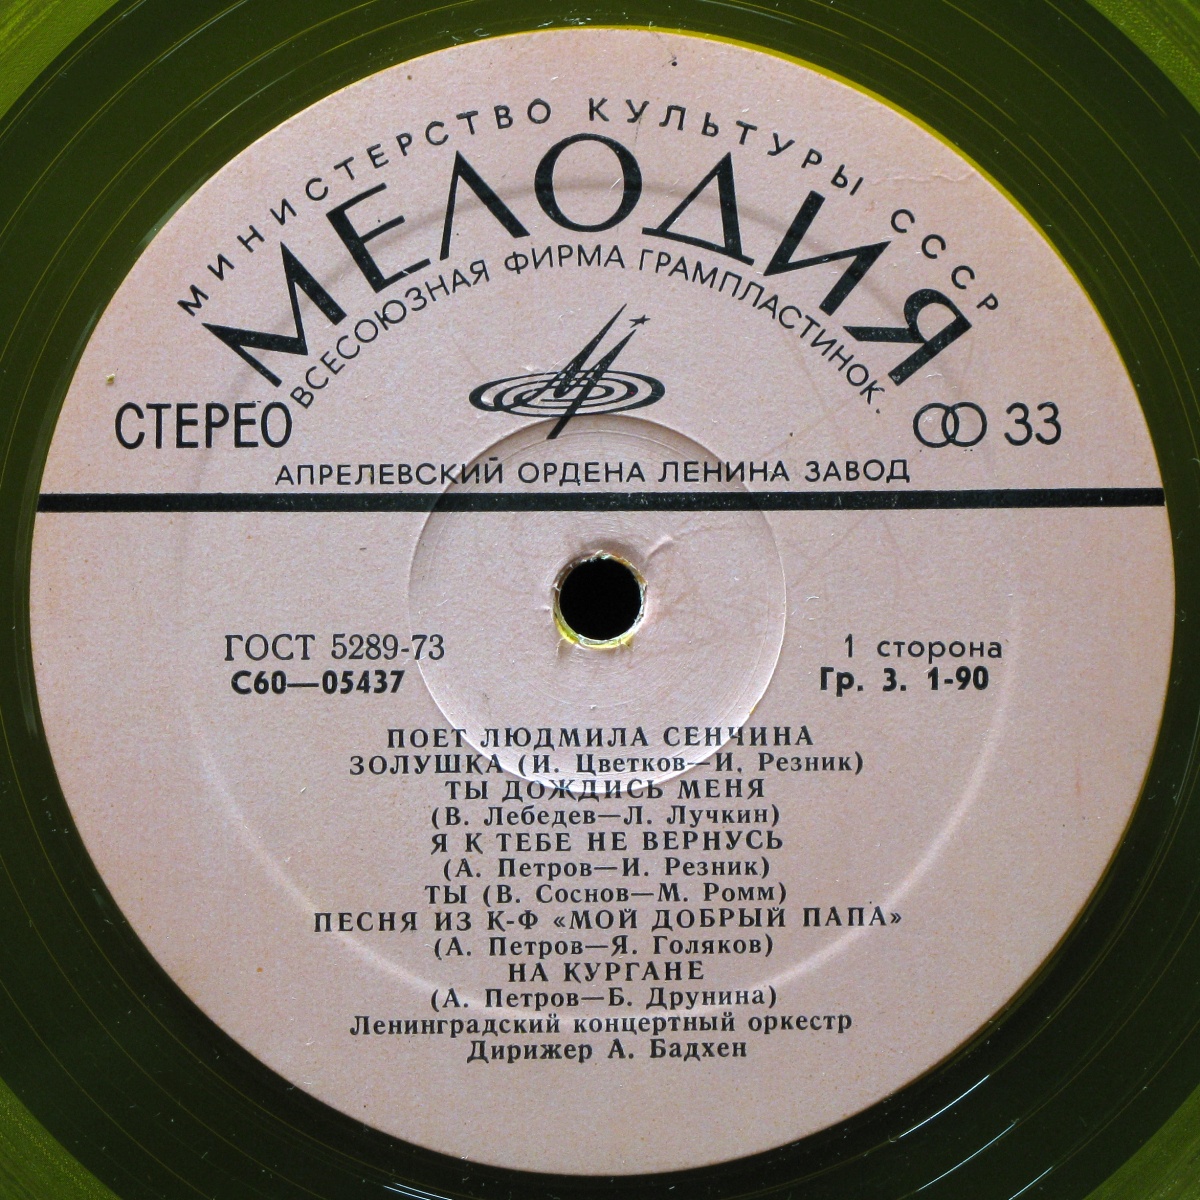 МИНИСТЕРСТВО КУЛЬТУРЫ СССР
МЕЛОДИЯ
ВСЕСОЮЗНАЯ ФИРМА ГРАМПЛАСТИНОК.
СТЕРЕО
33
АПРЕЛЕВСКИЙ ОРДЕНА ЛЕНИНА ЗАВОД
ГОСТ 5289-73
С60—05437
1 сторона
Гр. 3. 1-90
ПОЕТ ЛЮДМИЛА СЕНЧИНА
ЗОЛУШКА (И. Цветков—И. Резник)
ТЫ ДОЖДИСЬ МЕНЯ
(В. Лебедев—Л. Лучкин)
Я К ТЕБЕ НЕ ВЕРНУСЬ
(А. Петров—И. Резник)
ТЫ (В. Соснов—М. Ромм)
ПЕСНЯ ИЗ К-Ф «МОЙ ДОБРЫЙ ПАПА»
(А. Петров—Я. Голяков)
НА КУРГАНЕ
(А. Петров—Б. Друнина)
Ленинградский концертный оркестр
Дирижер А. Бадхен